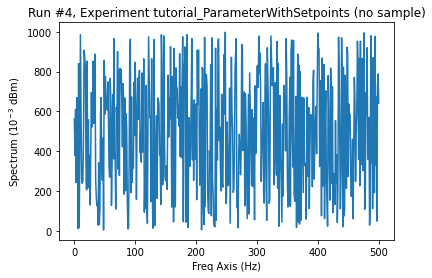 Run #4, Experiment tutorial_ParameterWithSetpoints (no sample)
1000
800
600
400
200
0
Spectrum (10⁻³ dBm)
0 100 200 300 400 500
Freq Axis (Hz)